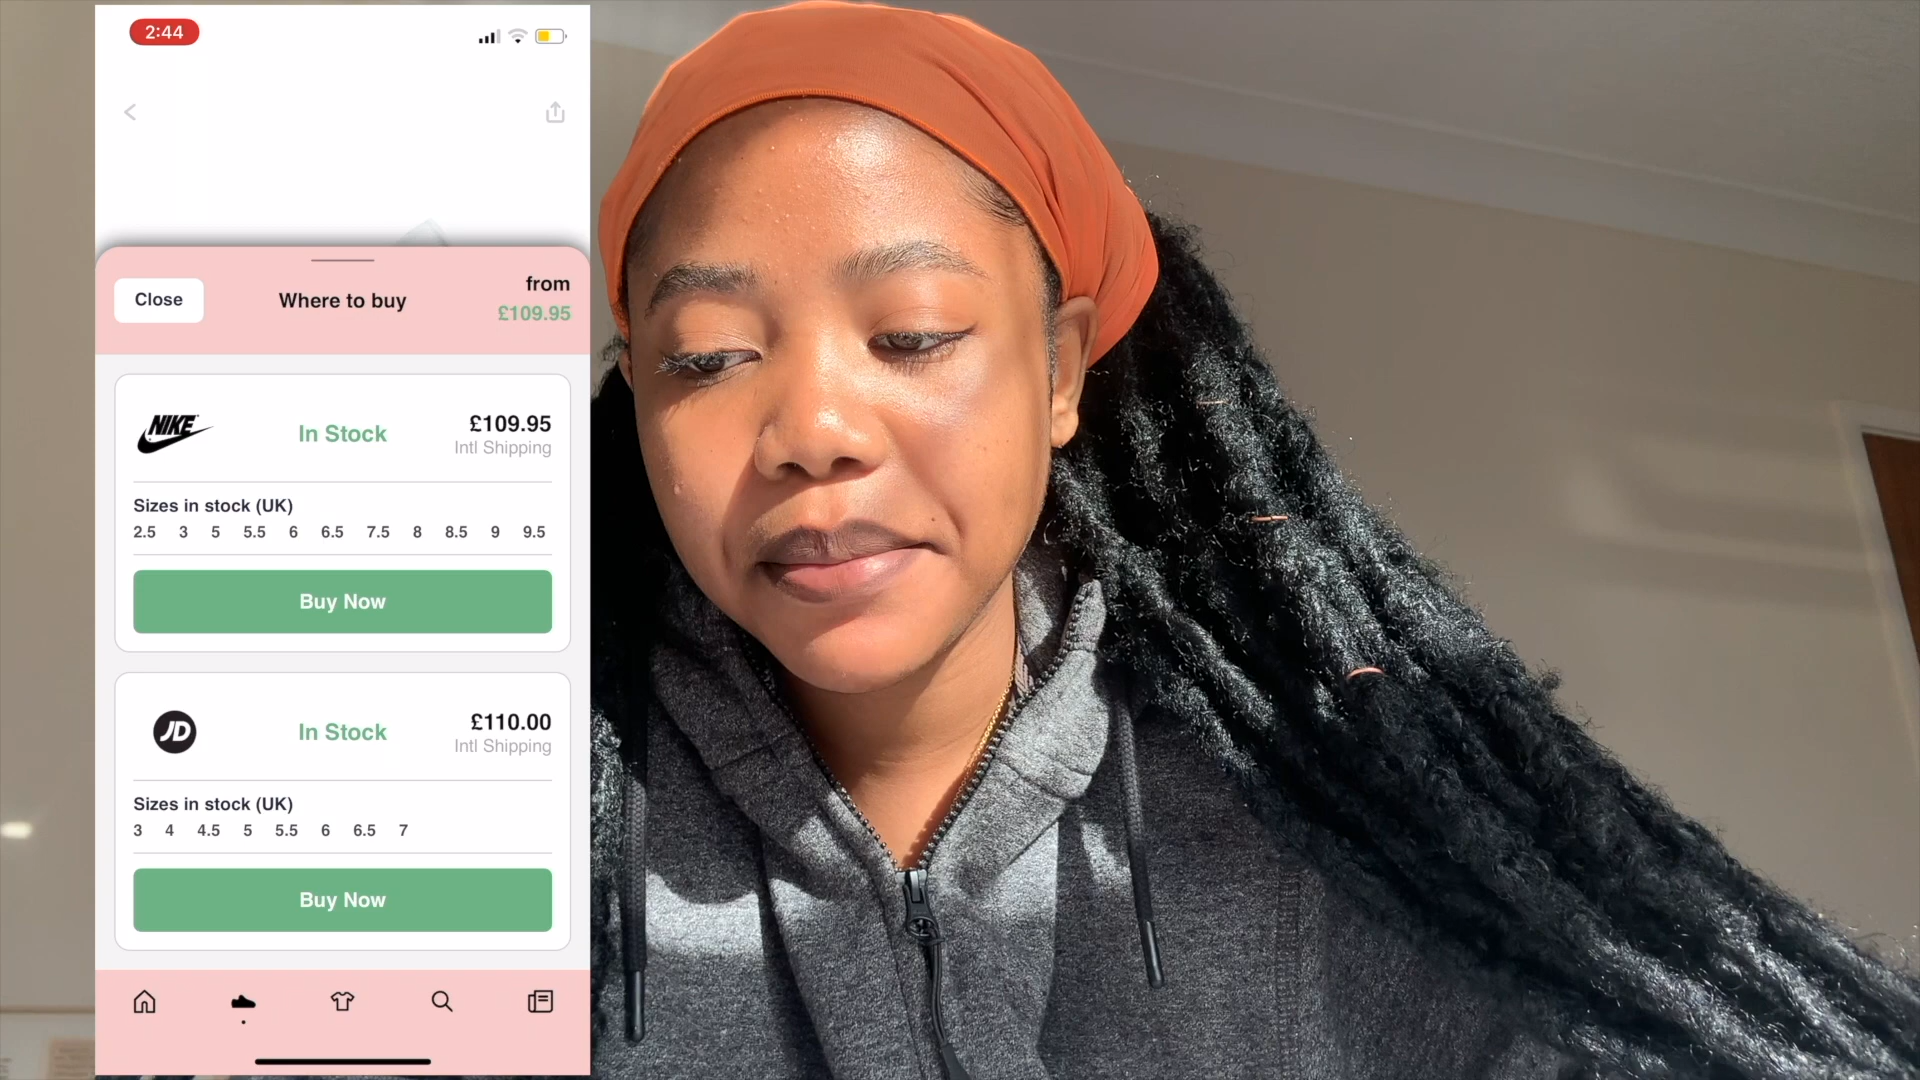 2:44
Close
Where to buy
from
£109.95
NIKE
In Stock
£109.95
Intl Shipping
Sizes in stock (UK)
2.5 3 5 5.5 6 6.5 7.5 8 8.5 9 9.5
Buy Now
JD
In Stock
£110.00
Intl Shipping
Sizes in stock (UK)
3 4 4.5 5 5.5 6 6.5 7
Buy Now